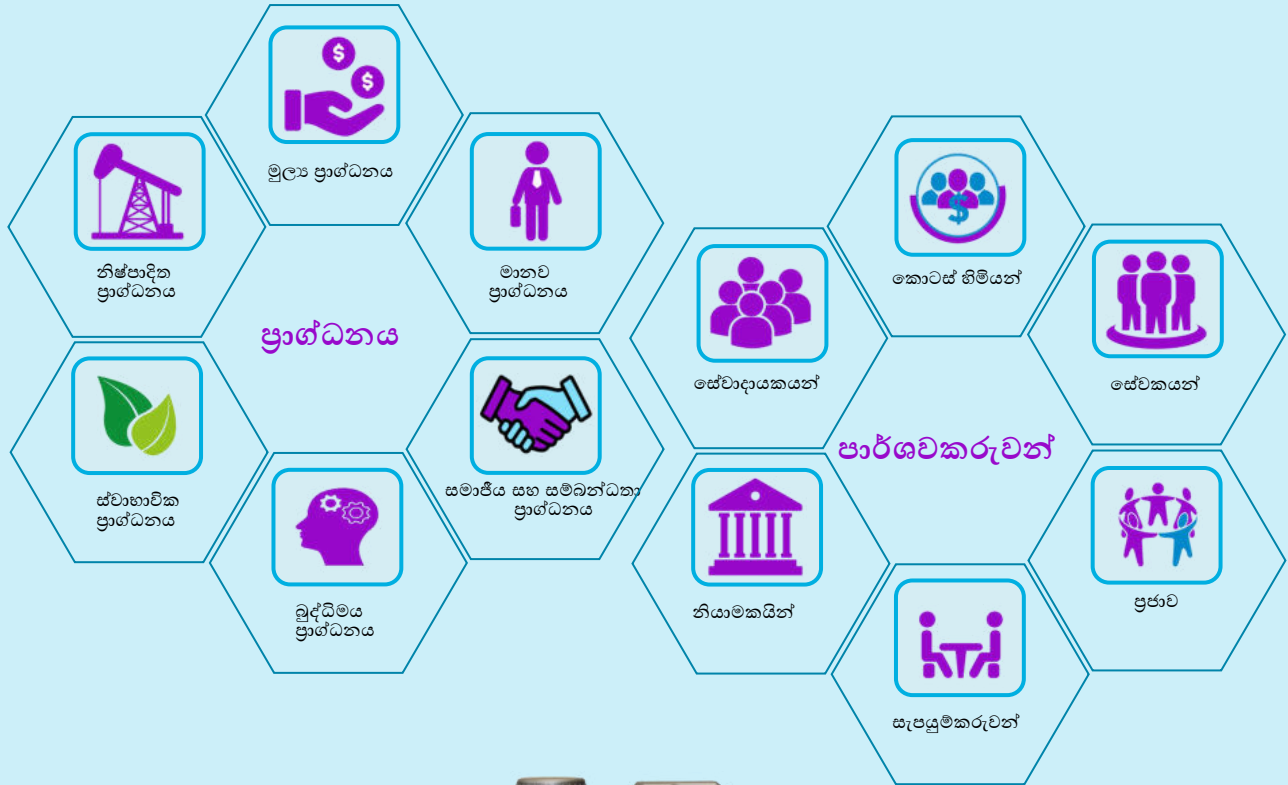 මුල්‍ය ප්‍රාග්ධනය
නිෂ්පාදිත
ප්‍රාග්ධනය
මානව
ප්‍රාග්ධනය
ප්‍රාග්ධනය
ස්වාභාවික
ප්‍රාග්ධනය
සමාජීය සහ සම්බන්ධතා
ප්‍රාග්ධනය
බුද්ධිමය
ප්‍රාග්ධනය
කොටස් හිමියන්
සේවාදායකයන්
සේවකයන්
පාර්ශවකරුවන්
නියාමකයින්
ප්‍රජාව
සැපයුම්කරුවන්